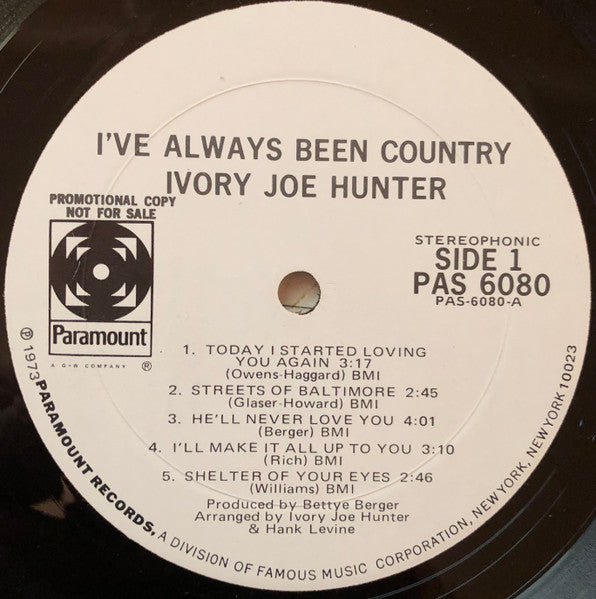 I'VE ALWAYS BEEN COUNTRY
IVORY JOE HUNTER
PROMOTIONAL COPY
NOT FOR SALE
Paramount
A G+W COMPANY ®
STEREOPHONIC
SIDE 1
PAS 6080
PAS-6080-A
1. TODAY I STARTED LOVING
YOU AGAIN 3:17
(Owens-Haggard) BMI
2. STREETS OF BALTIMORE 2:45
(Glaser-Howard) BMI
3. HE'LL NEVER LOVE YOU 4:01
(Berger) BMI
4. I'LL MAKE IT ALL UP TO YOU 3:10
(Rich) BMI
5. SHELTER OF YOUR EYES 2:46
(Williams) BMI
Produced by Bettye Berger
Arranged by Ivory Joe Hunter
& Hank Levine
℗ 1973 PARAMOUNT RECORDS, A DIVISION OF FAMOUS MUSIC CORPORATION, NEW YORK, NEW YORK 10023